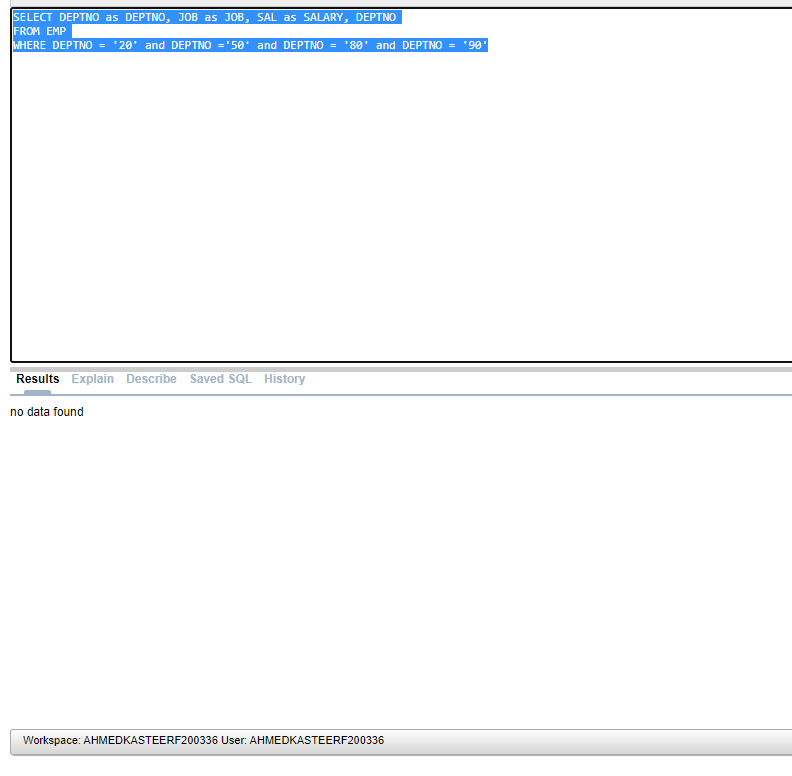 SELECT DEPTNO as DEPTNO, JOB as JOB, SAL as SALARY, DEPTNO
FROM EMP
WHERE DEPTNO = '20' and DEPTNO ='50' and DEPTNO = '80' and DEPTNO = '90'
Results Explain Describe Saved SQL History
no data found
Workspace: AHMEDKASTEERF200336 User: AHMEDKASTEERF200336